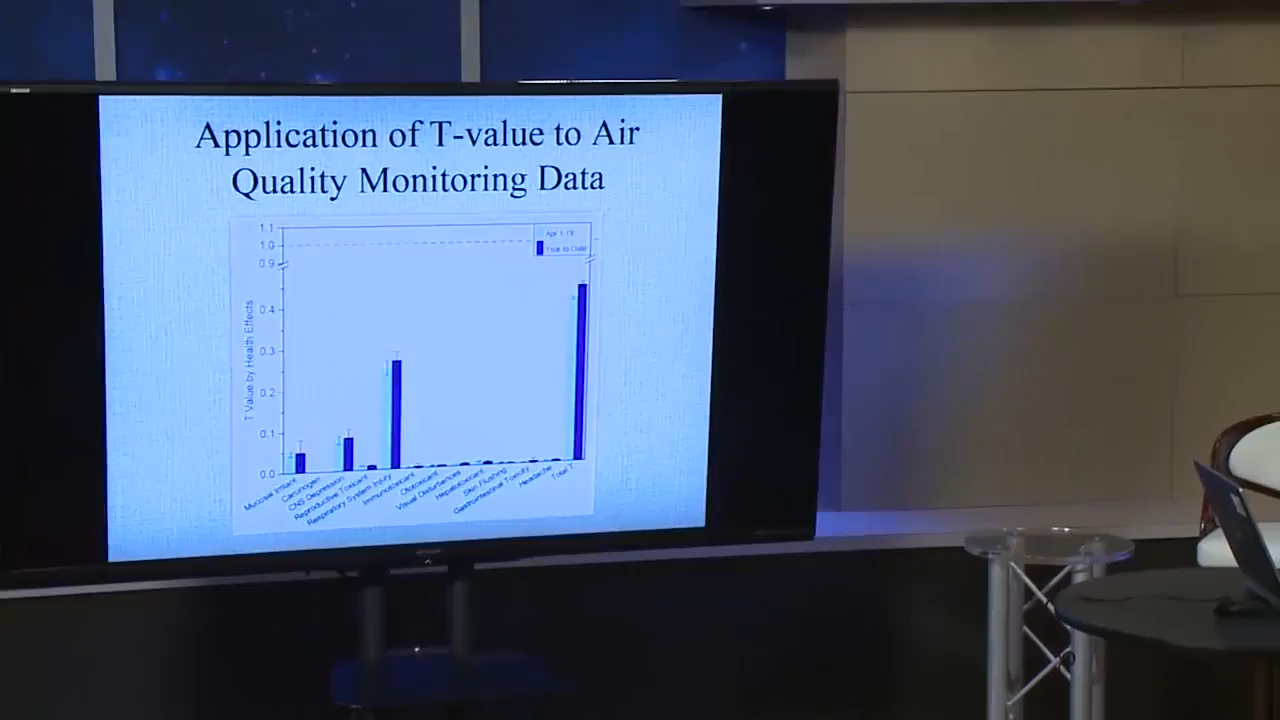 Application of T-value to Air
Quality Monitoring Data
1.1
1.0
0.9
0.4
0.3
0.2
0.1
0.0
T Value by Health Effects
Year to Date
Mucosal Irritant
Carcinogen
CNS Depression
Reproductive Toxicant
Respiratory System Injury
Immunotoxicant
Ototoxicant
Visual Disturbances
Hepatotoxicant
Skin Flushing
Gastrointestinal Toxicity
Headache
Total T